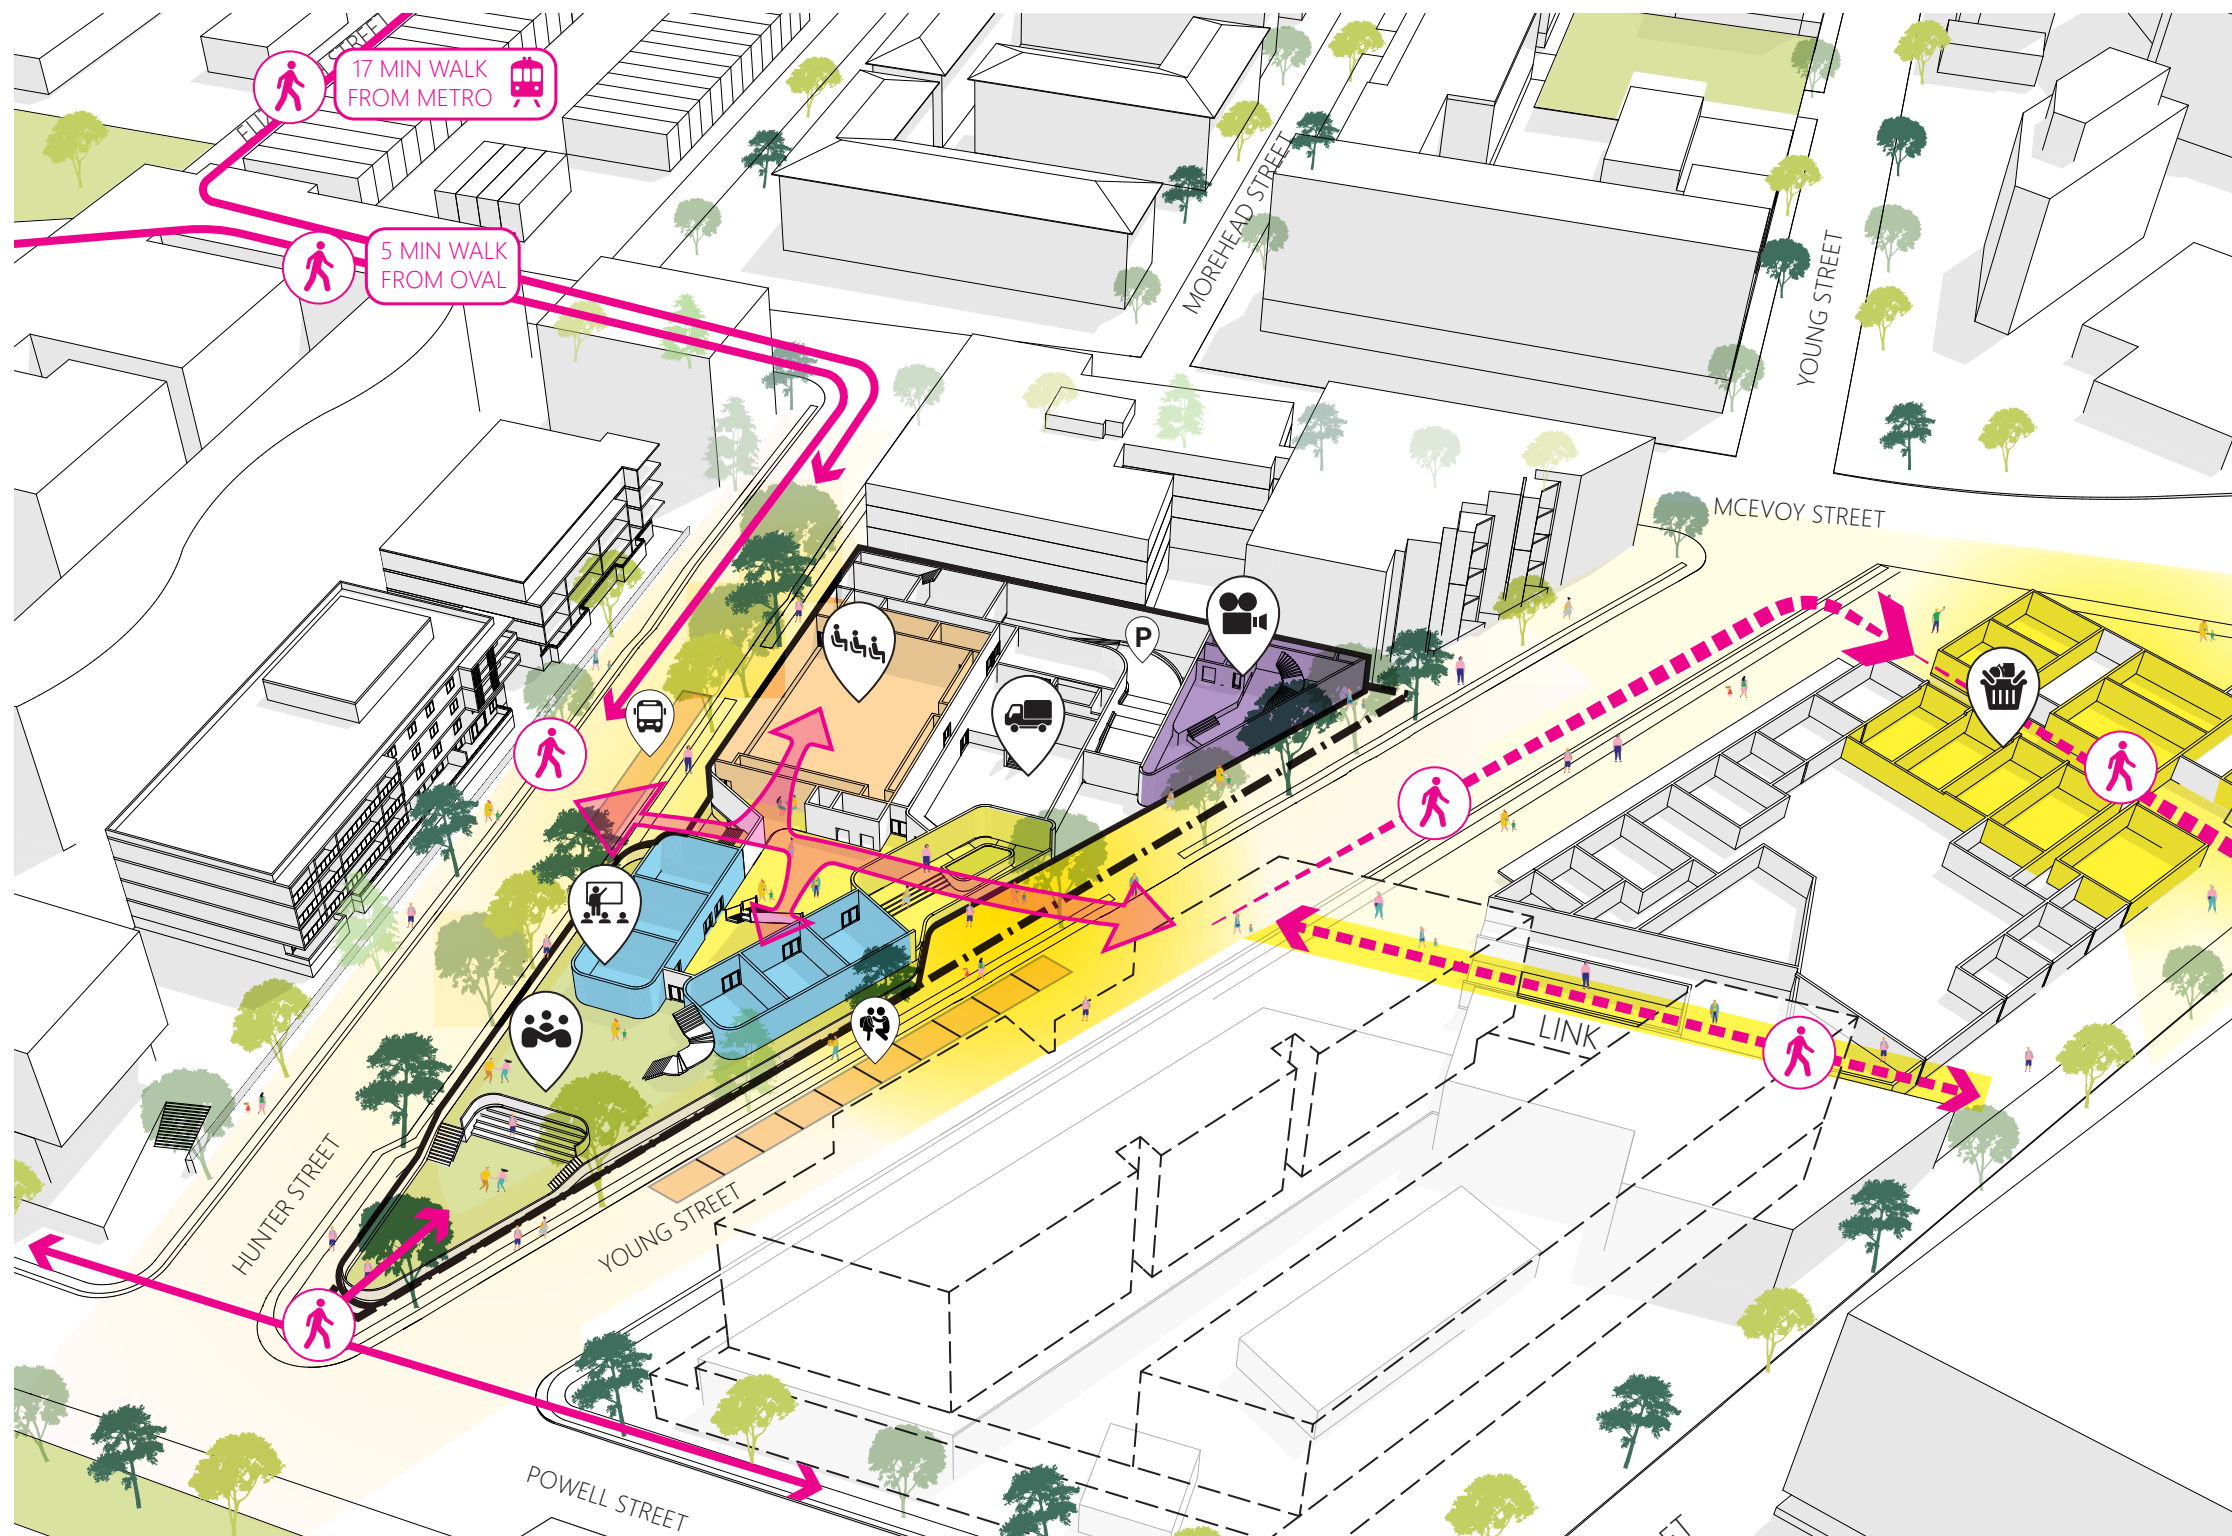 17 MIN WALK
FROM METRO
5 MIN WALK
FROM OVAL
MOREHEAD STREET
YOUNG STREET
MCEVOY STREET
P
LINK
HUNTER STREET
YOUNG STREET
POWELL STREET